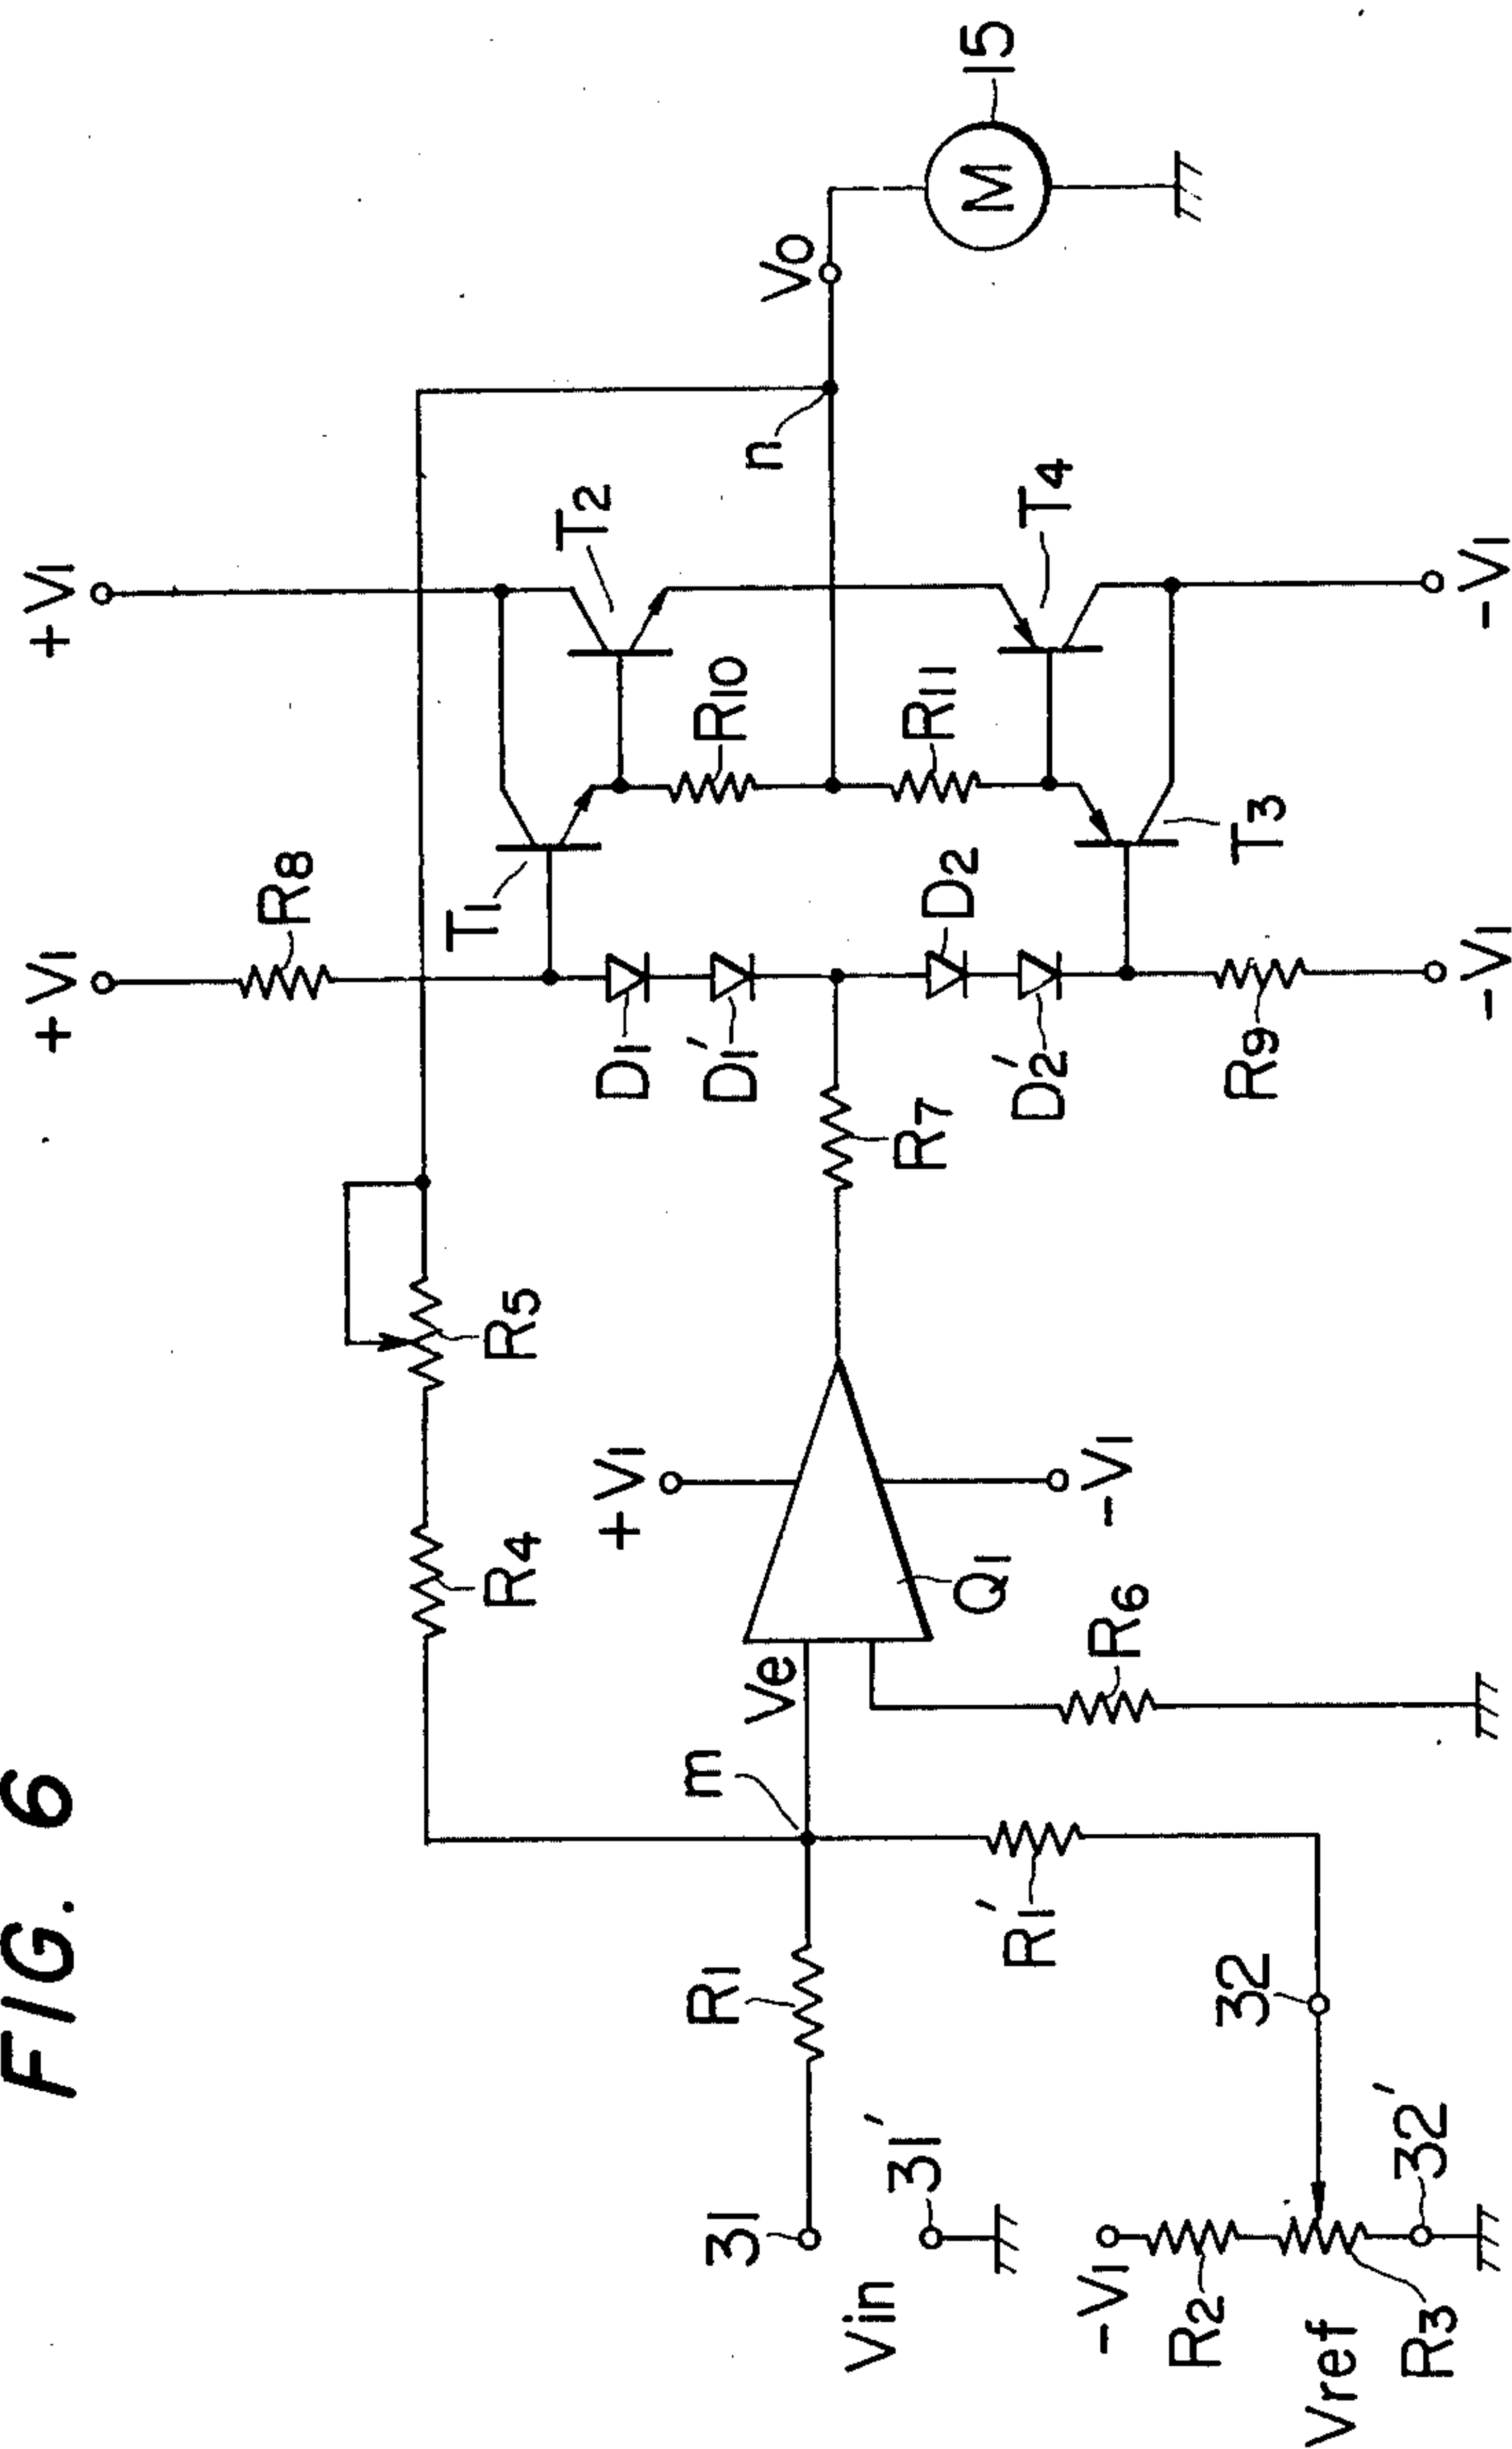 FIG. 6
+V1
+V1
R8
T1
T2
R4
R5
D1
D1'
R10
n
Vo
15
M
+V1
m
Ve
Q1
-V1
R7
R1
31
Vin
31'
R1'
R6
D2
D2'
R11
T4
T3
R9
-V1
-V1
-V1
R2
32
Vref
R3
32'